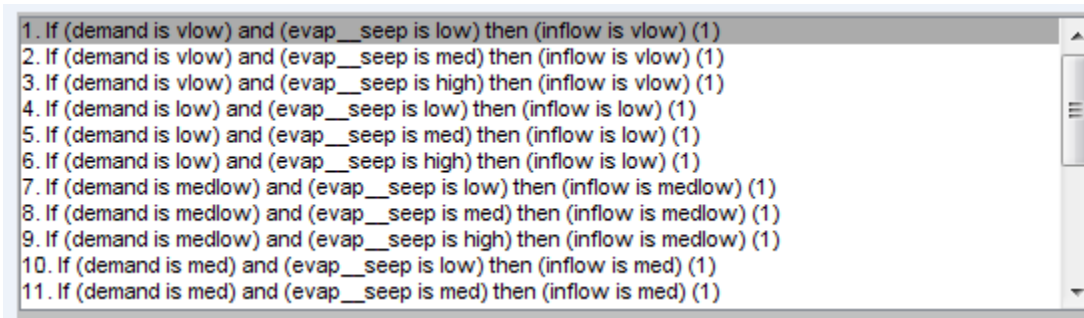 1. If (demand is vlow) and (evap__seep is low) then (inflow is vlow) (1)
2. If (demand is vlow) and (evap__seep is med) then (inflow is vlow) (1)
3. If (demand is vlow) and (evap__seep is high) then (inflow is vlow) (1)
4. If (demand is low) and (evap__seep is low) then (inflow is low) (1)
5. If (demand is low) and (evap__seep is med) then (inflow is low) (1)
6. If (demand is low) and (evap__seep is high) then (inflow is low) (1)
7. If (demand is medlow) and (evap__seep is low) then (inflow is medlow) (1)
8. If (demand is medlow) and (evap__seep is med) then (inflow is medlow) (1)
9. If (demand is medlow) and (evap__seep is high) then (inflow is medlow) (1)
10. If (demand is med) and (evap__seep is low) then (inflow is med) (1)
11. If (demand is med) and (evap__seep is med) then (inflow is med) (1)